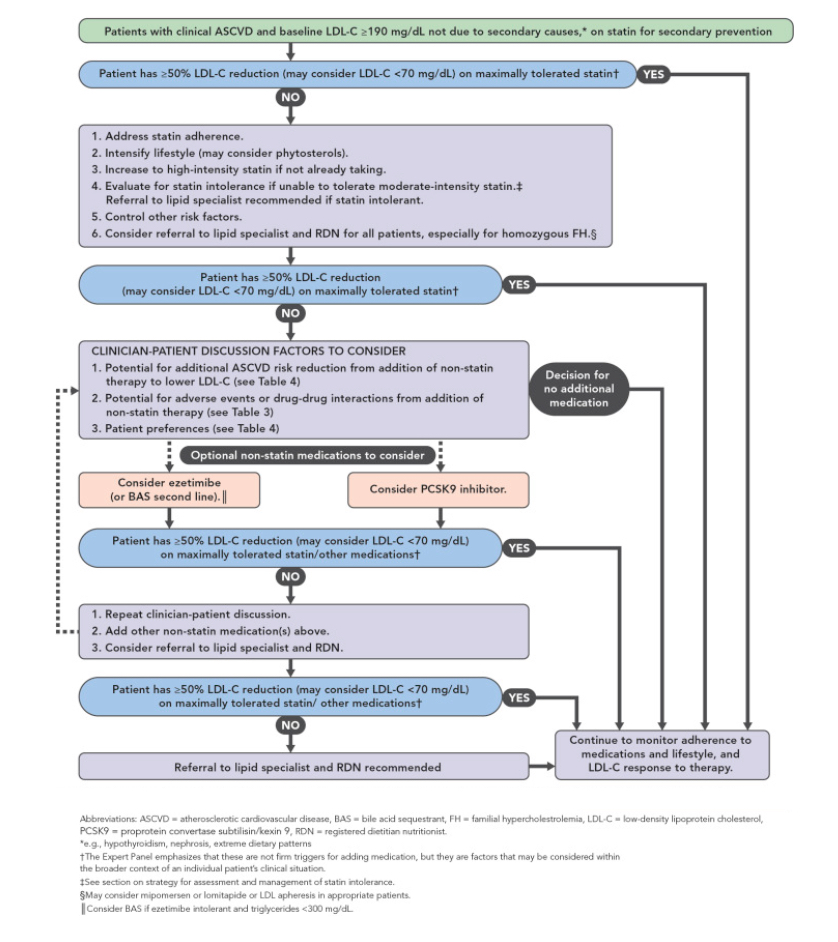 Patients with clinical ASCVD and baseline LDL-C ≥190 mg/dL not due to secondary causes,* on statin for secondary prevention
Patient has ≥50% LDL-C reduction (may consider LDL-C <70 mg/dL) on maximally tolerated statin†
YES
NO
1. Address statin adherence.
2. Intensify lifestyle (may consider phytosterols).
3. Increase to high-intensity statin if not already taking.
4. Evaluate for statin intolerance if unable to tolerate moderate-intensity statin.‡
Referral to lipid specialist recommended if statin intolerant.
5. Control other risk factors.
6. Consider referral to lipid specialist and RDN for all patients, especially for homozygous FH.§
Patient has ≥50% LDL-C reduction
(may consider LDL-C <70 mg/dL) on maximally tolerated statin†
YES
NO
CLINICIAN-PATIENT DISCUSSION FACTORS TO CONSIDER
1. Potential for additional ASCVD risk reduction from addition of non-statin
therapy to lower LDL-C (see Table 4)
2. Potential for adverse events or drug-drug interactions from addition of
non-statin therapy (see Table 3)
3. Patient preferences (see Table 4)
Decision for
no additional
medication
Optional non-statin medications to consider
Consider ezetimibe
(or BAS second line).‖
Consider PCSK9 inhibitor.
Patient has ≥50% LDL-C reduction (may consider LDL-C <70 mg/dL)
on maximally tolerated statin/other medications†
YES
NO
1. Repeat clinician-patient discussion.
2. Add other non-statin medication(s) above.
3. Consider referral to lipid specialist and RDN.
Patient has ≥50% LDL-C reduction (may consider LDL-C <70 mg/dL)
on maximally tolerated statin/ other medications†
YES
NO
Referral to lipid specialist and RDN recommended
Continue to monitor adherence to
medications and lifestyle, and
LDL-C response to therapy.
Abbreviations: ASCVD = atherosclerotic cardiovascular disease, BAS = bile acid sequestrant, FH = familial hypercholestrolemia, LDL-C = low-density lipoprotein cholesterol,
PCSK9 = proprotein convertase subtilisin/kexin 9, RDN = registered dietitian nutritionist.
*e.g., hypothyroidism, nephrosis, extreme dietary patterns
†The Expert Panel emphasizes that these are not firm triggers for adding medication, but they are factors that may be considered within
the broader context of an individual patient's clinical situation.
‡See section on strategy for assessment and management of statin intolerance.
§May consider mipomersen or lomitapide or LDL apheresis in appropriate patients.
‖Consider BAS if ezetimibe intolerant and triglycerides <300 mg/dL.